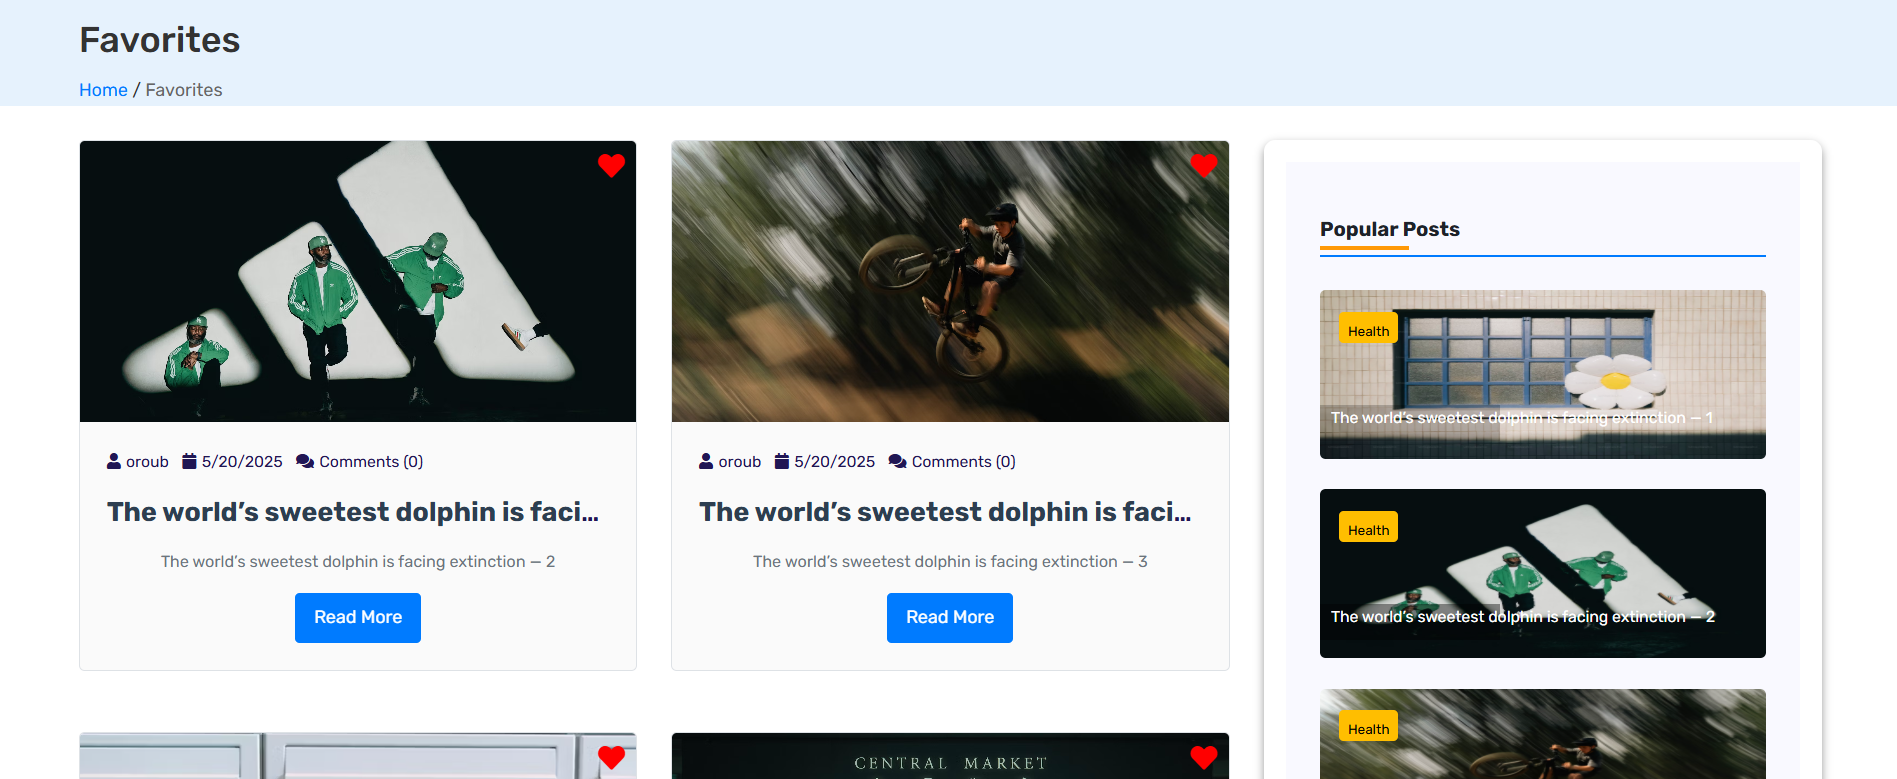 Favorites
Home / Favorites
oroub 5/20/2025 Comments (0)
The world’s sweetest dolphin is faci...
The world’s sweetest dolphin is facing extinction — 2
Read More
oroub 5/20/2025 Comments (0)
The world’s sweetest dolphin is faci...
The world’s sweetest dolphin is facing extinction — 3
Read More
CENTRAL MARKET
Popular Posts
Health
The world’s sweetest dolphin is facing extinction — 1
Health
The world’s sweetest dolphin is facing extinction — 2
Health